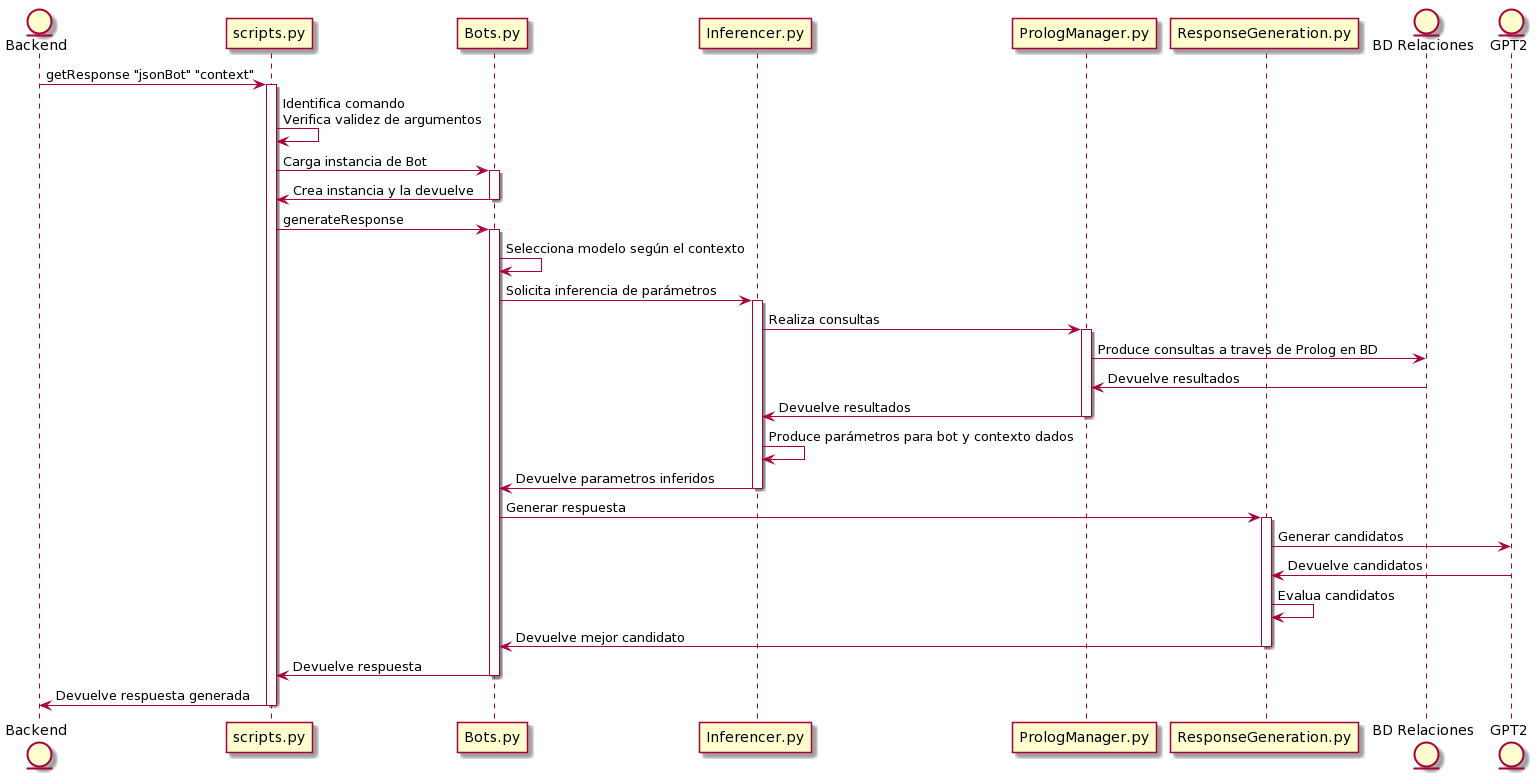 Backend
scripts.py
Bots.py
Inferencer.py
PrologManager.py
ResponseGeneration.py
BD Relaciones
GPT2
getResponse "jsonBot" "context"
Identifica comando
Verifica validez de argumentos
Carga instancia de Bot
Crea instancia y la devuelve
generateResponse
Selecciona modelo según el contexto
Solicita inferencia de parámetros
Realiza consultas
Produce consultas a traves de Prolog en BD
Devuelve resultados
Devuelve resultados
Produce parámetros para bot y contexto dados
Devuelve parametros inferidos
Generar respuesta
Generar candidatos
Devuelve candidatos
Evalua candidatos
Devuelve mejor candidato
Devuelve respuesta
Devuelve respuesta generada
Backend
scripts.py
Bots.py
Inferencer.py
PrologManager.py
ResponseGeneration.py
BD Relaciones
GPT2